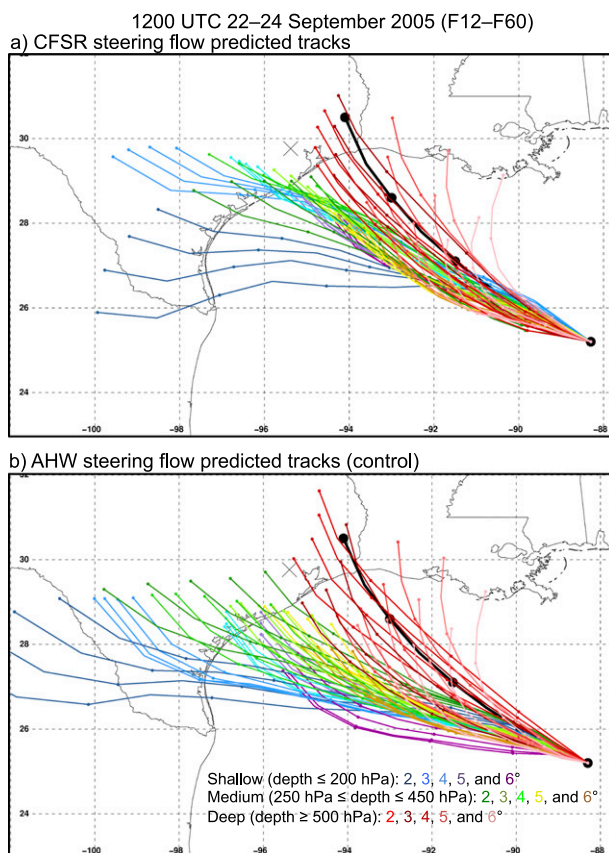 1200 UTC 22–24 September 2005 (F12–F60)
a) CFSR steering flow predicted tracks
30
28
26
24
−100 −98 −96 −94 −92 −90 −88
b) AHW steering flow predicted tracks (control)
30
28
26
24
Shallow (depth ≤ 200 hPa): 2, 3, 4, 5, and 6°
Medium (250 hPa ≤ depth ≤ 450 hPa): 2, 3, 4, 5, and 6°
Deep (depth ≥ 500 hPa): 2, 3, 4, 5, and 6°
−100 −98 −96 −94 −92 −90 −88